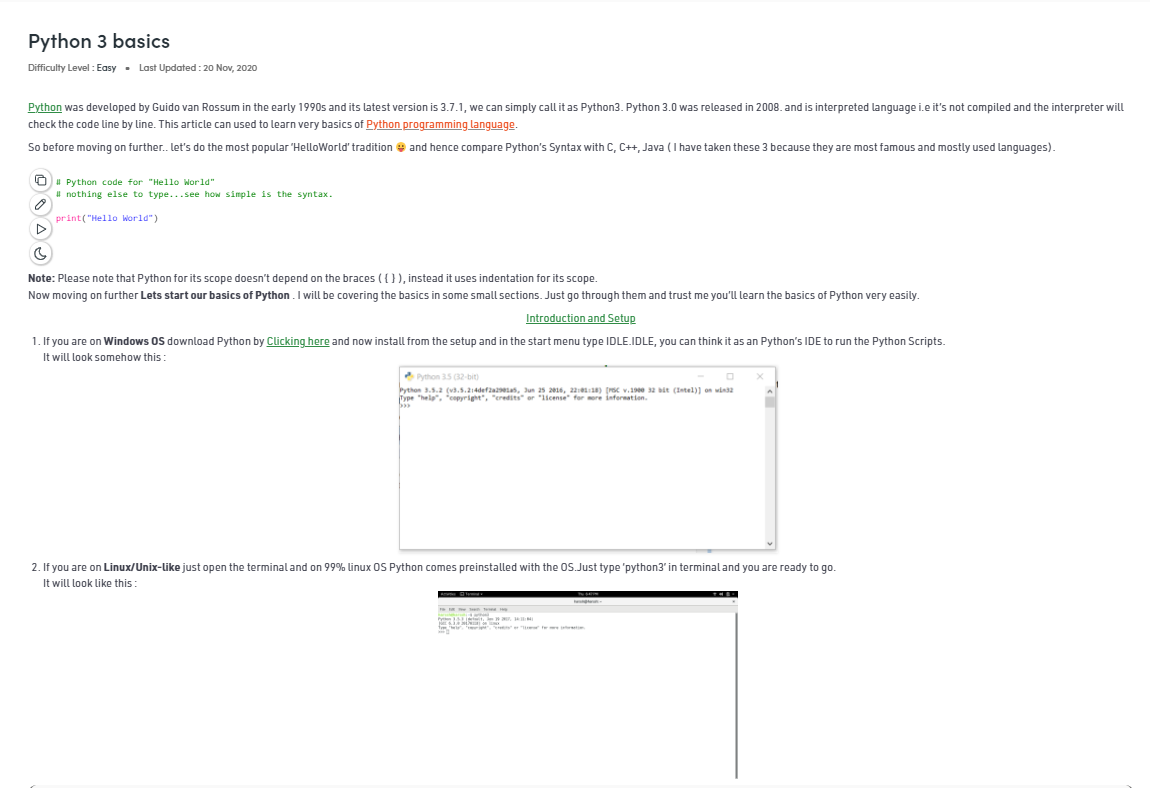 Python 3 basics
Difficulty Level : Easy • Last Updated : 20 Nov, 2020
Python was developed by Guido van Rossum in the early 1990s and its latest version is 3.7.1, we can simply call it as Python3. Python 3.0 was released in 2008. and is interpreted language i.e it's not compiled and the interpreter will
check the code line by line. This article can used to learn very basics of Python programming language.
So before moving on further.. let's do the most popular 'HelloWorld' tradition 😛 and hence compare Python's Syntax with C, C++, Java ( I have taken these 3 because they are most famous and mostly used languages).
# Python code for "Hello World"
# nothing else to type...see how simple is the syntax.
print("Hello World")
Note: Please note that Python for its scope doesn't depend on the braces ( { } ), instead it uses indentation for its scope.
Now moving on further Lets start our basics of Python . I will be covering the basics in some small sections. Just go through them and trust me you'll learn the basics of Python very easily.
Introduction and Setup
1. If you are on Windows OS download Python by Clicking here and now install from the setup and in the start menu type IDLE.IDLE, you can think it as an Python's IDE to run the Python Scripts.
It will look somehow this :
Python 3.5 (32-bit)
Python 3.5.2 (v3.5.2:4def2a2901a5, Jun 25 2016, 22:01:18) [MSC v.1900 32 bit (Intel)] on win32
Type "help", "copyright", "credits" or "license" for more information.
>>>
2. If you are on Linux/Unix-like just open the terminal and on 99% linux OS Python comes preinstalled with the OS.Just type 'python3' in terminal and you are ready to go.
It will look like this :
File Edit View Search Terminal Help
Type "help", "copyright", "credits" or "license" for more information.
>>>